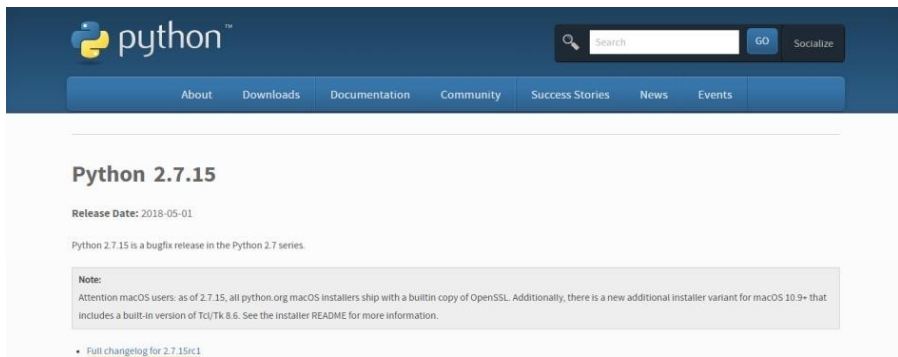 python™
Search
GO
Socialize
About Downloads Documentation Community Success Stories News Events
Python 2.7.15
Release Date: 2018-05-01
Python 2.7.15 is a bugfix release in the Python 2.7 series.
Note:
Attention macOS users: as of 2.7.15, all python.org macOS installers ship with a builtin copy of OpenSSL. Additionally, there is a new additional installer variant for macOS 10.9+ that
includes a built-in version of Tcl/Tk 8.6. See the installer README for more information.
• Full changelog for 2.7.15rc1